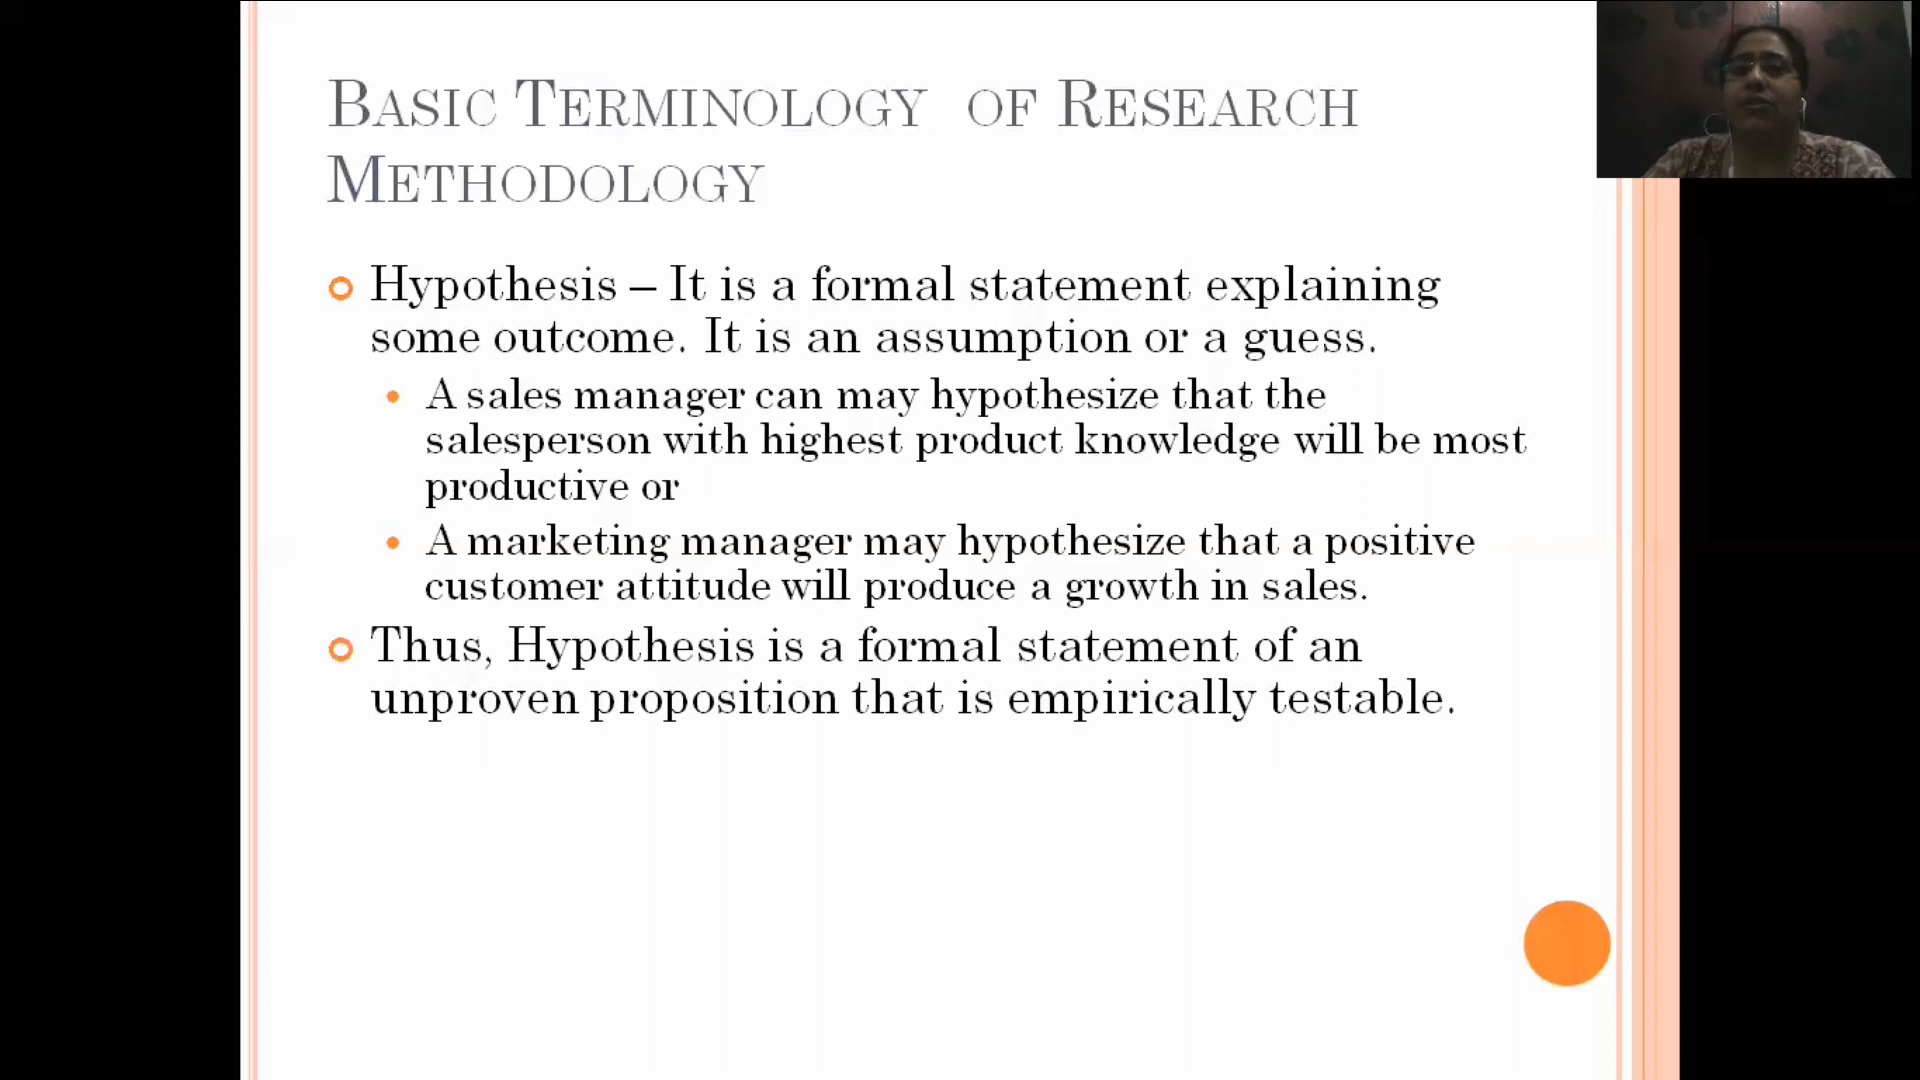 BASIC TERMINOLOGY OF RESEARCH
METHODOLOGY
Hypothesis – It is a formal statement explaining
some outcome. It is an assumption or a guess.
A sales manager can may hypothesize that the
salesperson with highest product knowledge will be most
productive or
A marketing manager may hypothesize that a positive
customer attitude will produce a growth in sales.
Thus, Hypothesis is a formal statement of an
unproven proposition that is empirically testable.